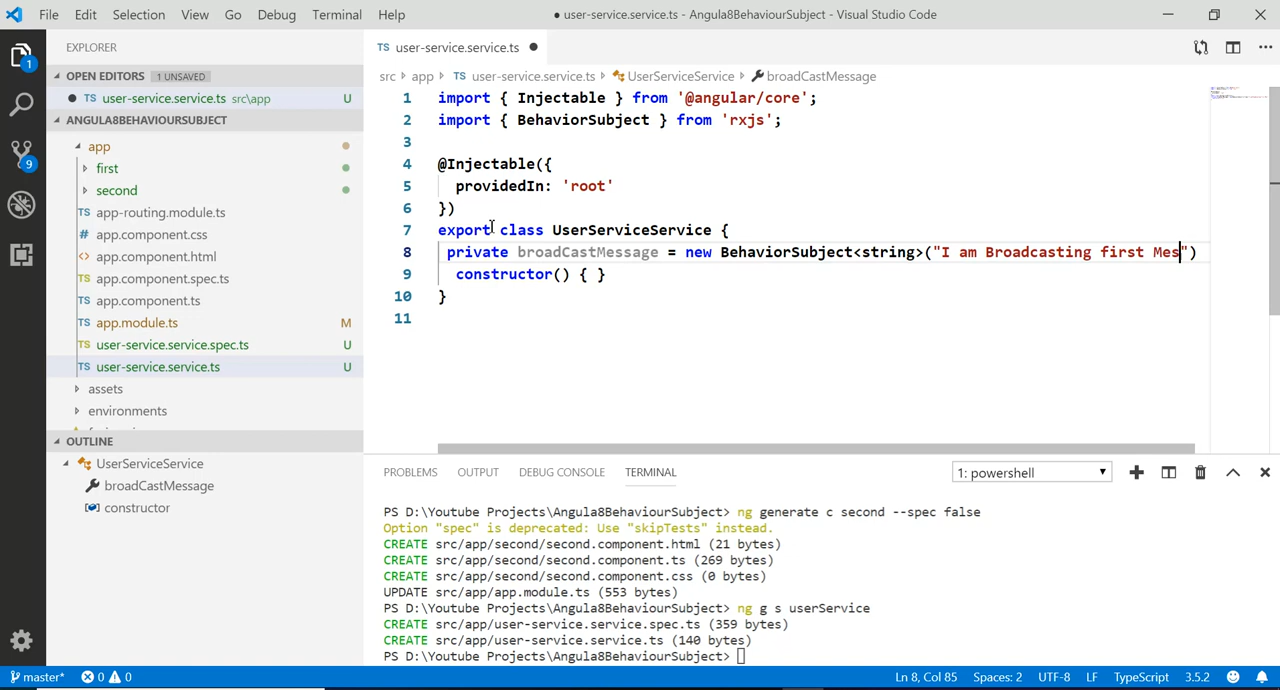 File Edit Selection View Go Debug Terminal Help ● user-service.service.ts - Angula8BehaviourSubject - Visual Studio Code
EXPLORER
TS user-service.service.ts ●
OPEN EDITORS 1 UNSAVED
● TS user-service.service.ts src\app U
src › app › TS user-service.service.ts › UserServiceService › broadCastMessage
ANGULA8BEHAVIOURSUBJECT
app
first
second
TS app-routing.module.ts
# app.component.css
<> app.component.html
TS app.component.spec.ts
TS app.component.ts
TS app.module.ts M
TS user-service.service.spec.ts U
TS user-service.service.ts U
assets
environments
OUTLINE
UserServiceService
broadCastMessage
constructor
1
9
1 import { Injectable } from '@angular/core';
2 import { BehaviorSubject } from 'rxjs';
3
4 @Injectable({
5 providedIn: 'root'
6 })
7 export class UserServiceService {
8 private broadCastMessage = new BehaviorSubject<string>("I am Broadcasting first Mes")
9 constructor() { }
10 }
11
PROBLEMS OUTPUT DEBUG CONSOLE TERMINAL 1: powershell
PS D:\Youtube Projects\Angula8BehaviourSubject> ng generate c second --spec false
Option "spec" is deprecated: Use "skipTests" instead.
CREATE src/app/second/second.component.html (21 bytes)
CREATE src/app/second/second.component.ts (269 bytes)
CREATE src/app/second/second.component.css (0 bytes)
UPDATE src/app/app.module.ts (553 bytes)
PS D:\Youtube Projects\Angula8BehaviourSubject> ng g s userService
CREATE src/app/user-service.service.spec.ts (359 bytes)
CREATE src/app/user-service.service.ts (140 bytes)
PS D:\Youtube Projects\Angula8BehaviourSubject>
master* 0 0 Ln 8, Col 85 Spaces: 2 UTF-8 LF TypeScript 3.5.2